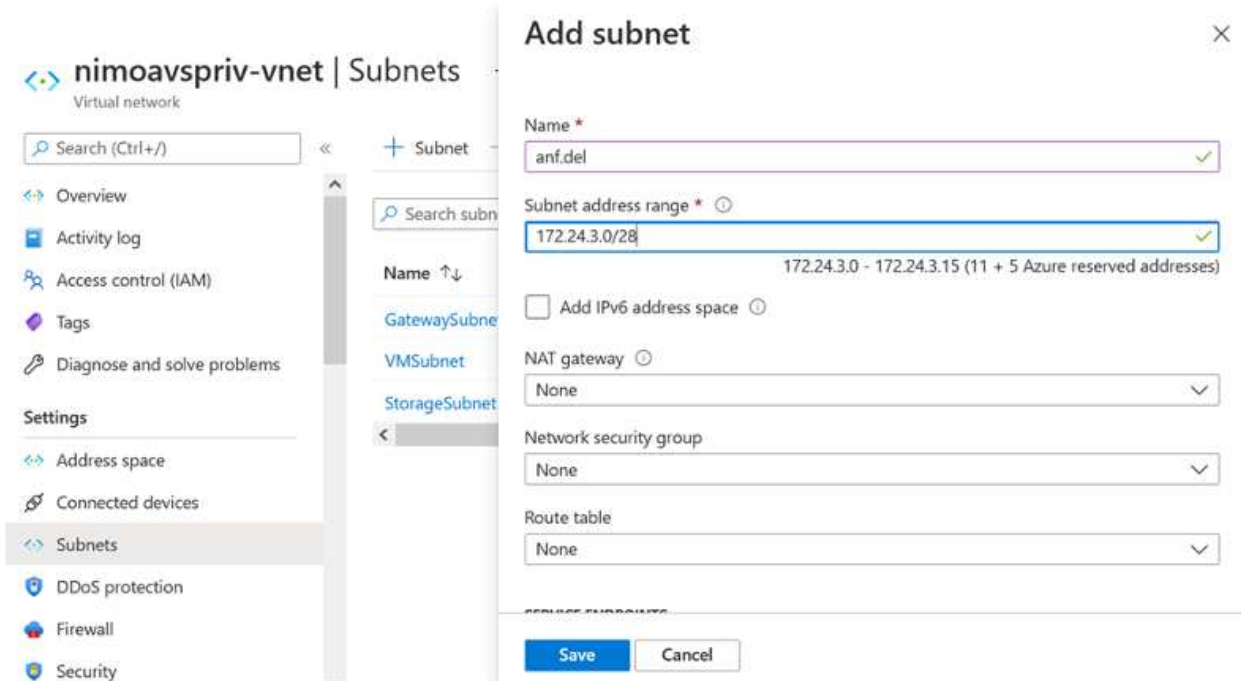 nimoavspriv-vnet | Subnets
Virtual network
Search (Ctrl+/)
«
Overview
Activity log
Access control (IAM)
Tags
Diagnose and solve problems
Settings
Address space
Connected devices
Subnets
DDoS protection
Firewall
Security
+ Subnet
Search subn
Name ↑↓
GatewaySubne
VMSubnet
StorageSubnet
Add subnet
Name *
anf.del
Subnet address range *
172.24.3.0/28
172.24.3.0 - 172.24.3.15 (11 + 5 Azure reserved addresses)
Add IPv6 address space
NAT gateway
None
Network security group
None
Route table
None
SERVICE ENDPOINTS
Save
Cancel